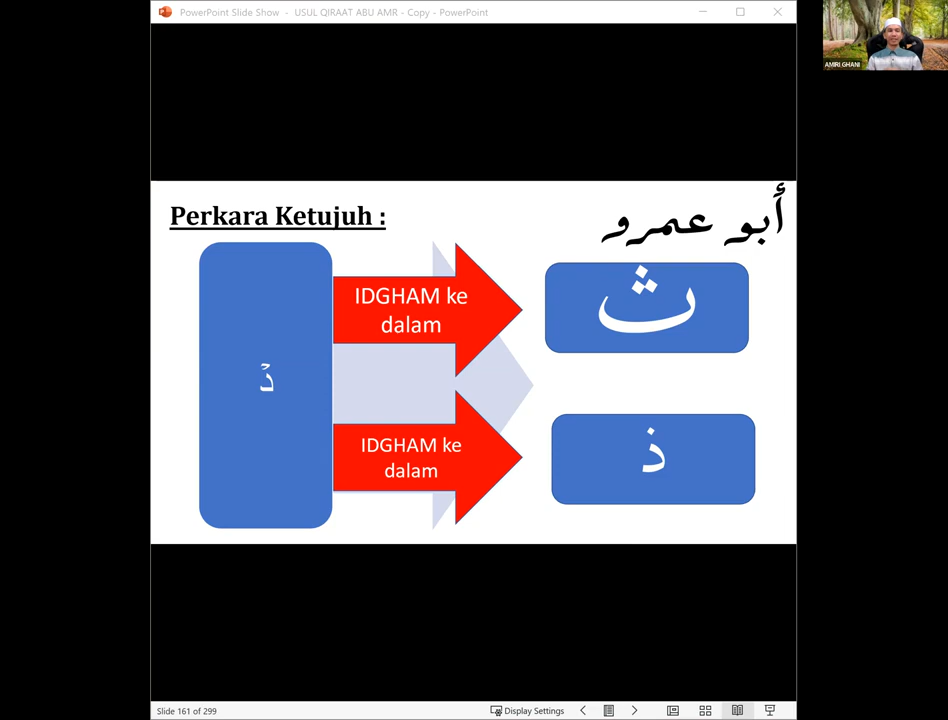 PowerPoint Slide Show - USUL QIRAAT ABU AMR - Copy - PowerPoint
AMIRI GHANI
Perkara Ketujuh :
أبو عمرو
دْ
IDGHAM ke
dalam
ث
IDGHAM ke
dalam
ذ
Slide 161 of 299
Display Settings